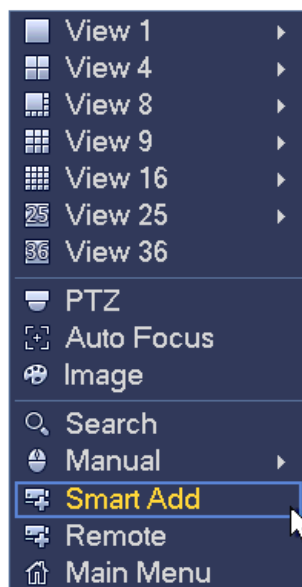 View 1
View 4
View 8
View 9
View 16
25 View 25
36 View 36
PTZ
Auto Focus
Image
Search
Manual
Smart Add
Remote
Main Menu